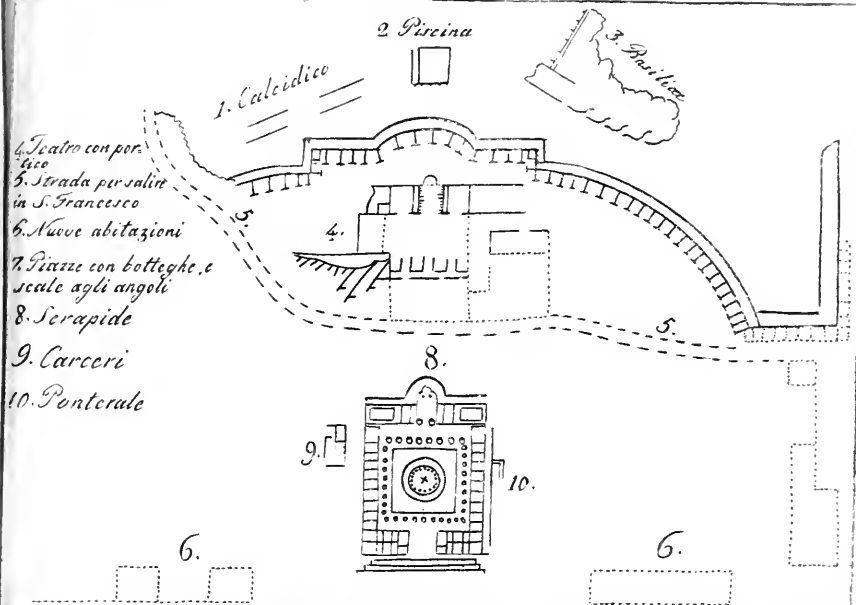 2 Piscina
1. Calcidico
3. Basilica
4. Teatro con por-
tico
5. Strada per salire
in S. Francesco
6. Nuove abitazioni
7. Piazze con botteghe, e
scale agli angoli
8. Serapide
9. Carceri
10. Ponterale
5.
4.
5.
8.
9.
10.
6.
6.